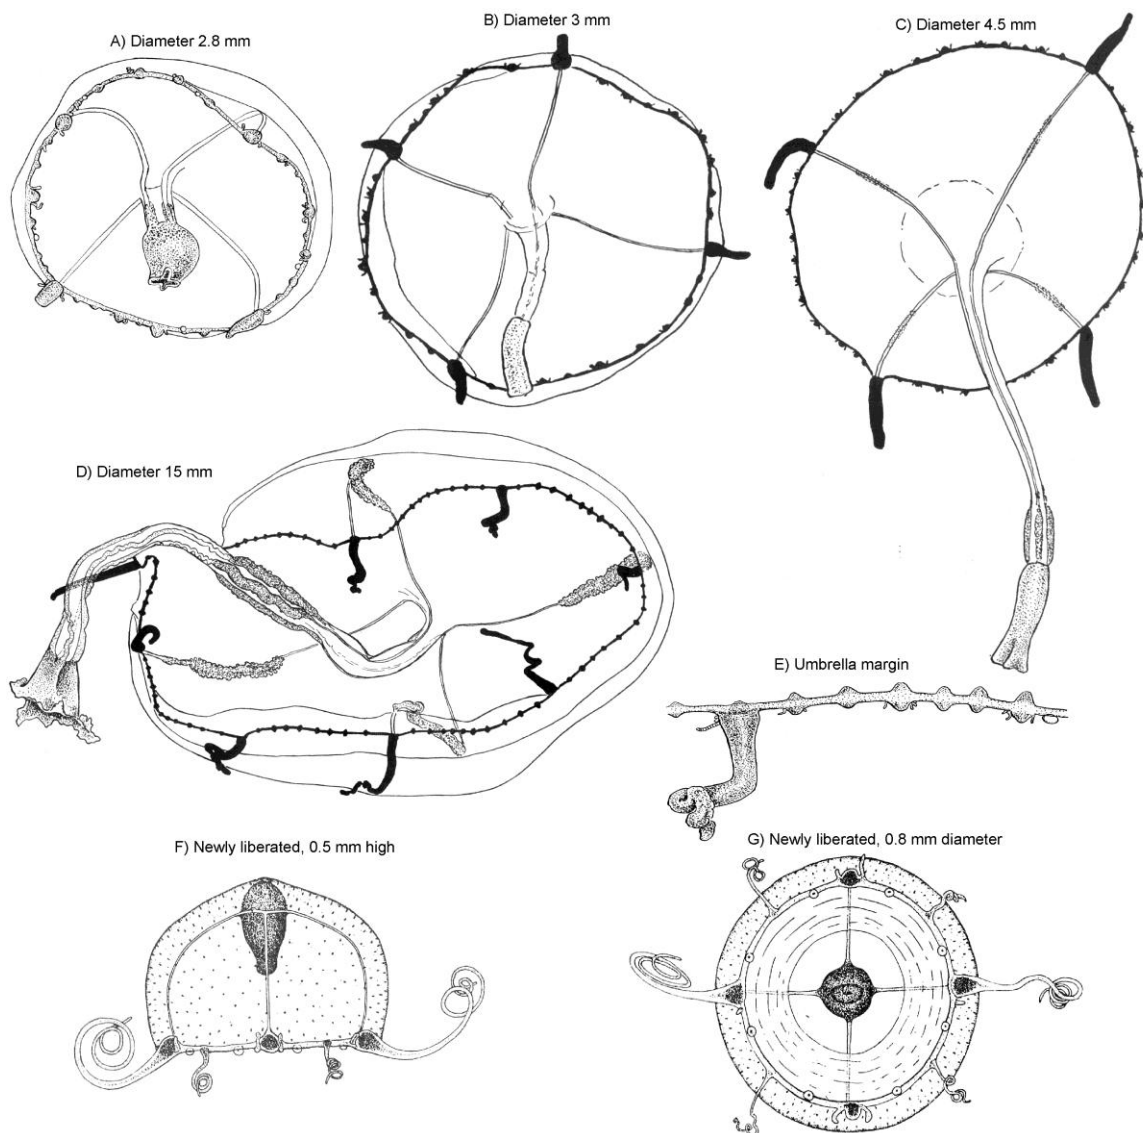 A) Diameter 2.8 mm
B) Diameter 3 mm
C) Diameter 4.5 mm
D) Diameter 15 mm
E) Umbrella margin
F) Newly liberated, 0.5 mm high
G) Newly liberated, 0.8 mm diameter